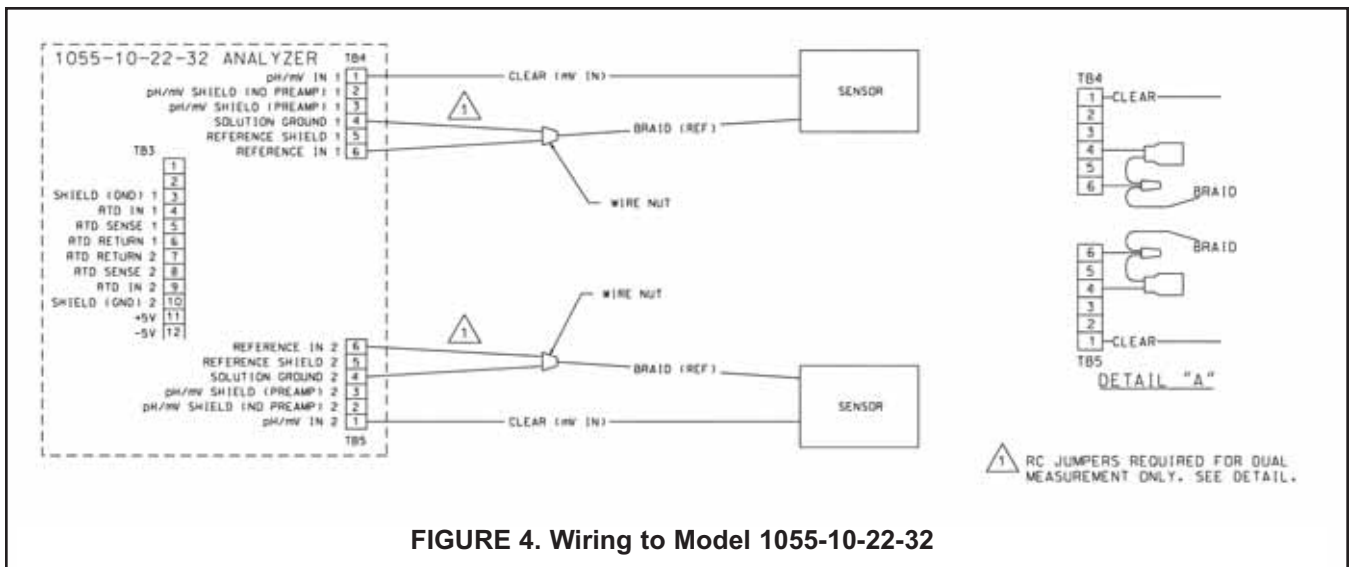 1055-10-22-32 ANALYZER TB4
pH/mV IN 1 1
pH/mV SHIELD (NO PREAMP) 1 2
pH/mV SHIELD (PREAMP) 1 3
SOLUTION GROUND 1 4
REFERENCE SHIELD 1 5
REFERENCE IN 1 6
CLEAR (mV IN)
SENSOR
1
BRAID (REF)
WIRE NUT
TB3
1
2
SHIELD (GND) 1 3
RTD IN 1 4
RTD SENSE 1 5
RTD RETURN 1 6
RTD RETURN 2 7
RTD SENSE 2 8
RTD IN 2 9
SHIELD (GND) 2 10
+5V 11
-5V 12
WIRE NUT
1
REFERENCE IN 2 6
REFERENCE SHIELD 2 5
SOLUTION GROUND 2 4
pH/mV SHIELD (PREAMP) 2 3
pH/mV SHIELD (NO PREAMP) 2 2
pH/mV IN 2 1
TB5
BRAID (REF)
CLEAR (mV IN)
SENSOR
TB4
1 CLEAR
2
3
4
5
6
BRAID
BRAID
6
5
4
3
2
1 CLEAR
TB5
DETAIL "A"
1 RC JUMPERS REQUIRED FOR DUAL
MEASUREMENT ONLY. SEE DETAIL.
FIGURE 4. Wiring to Model 1055-10-22-32